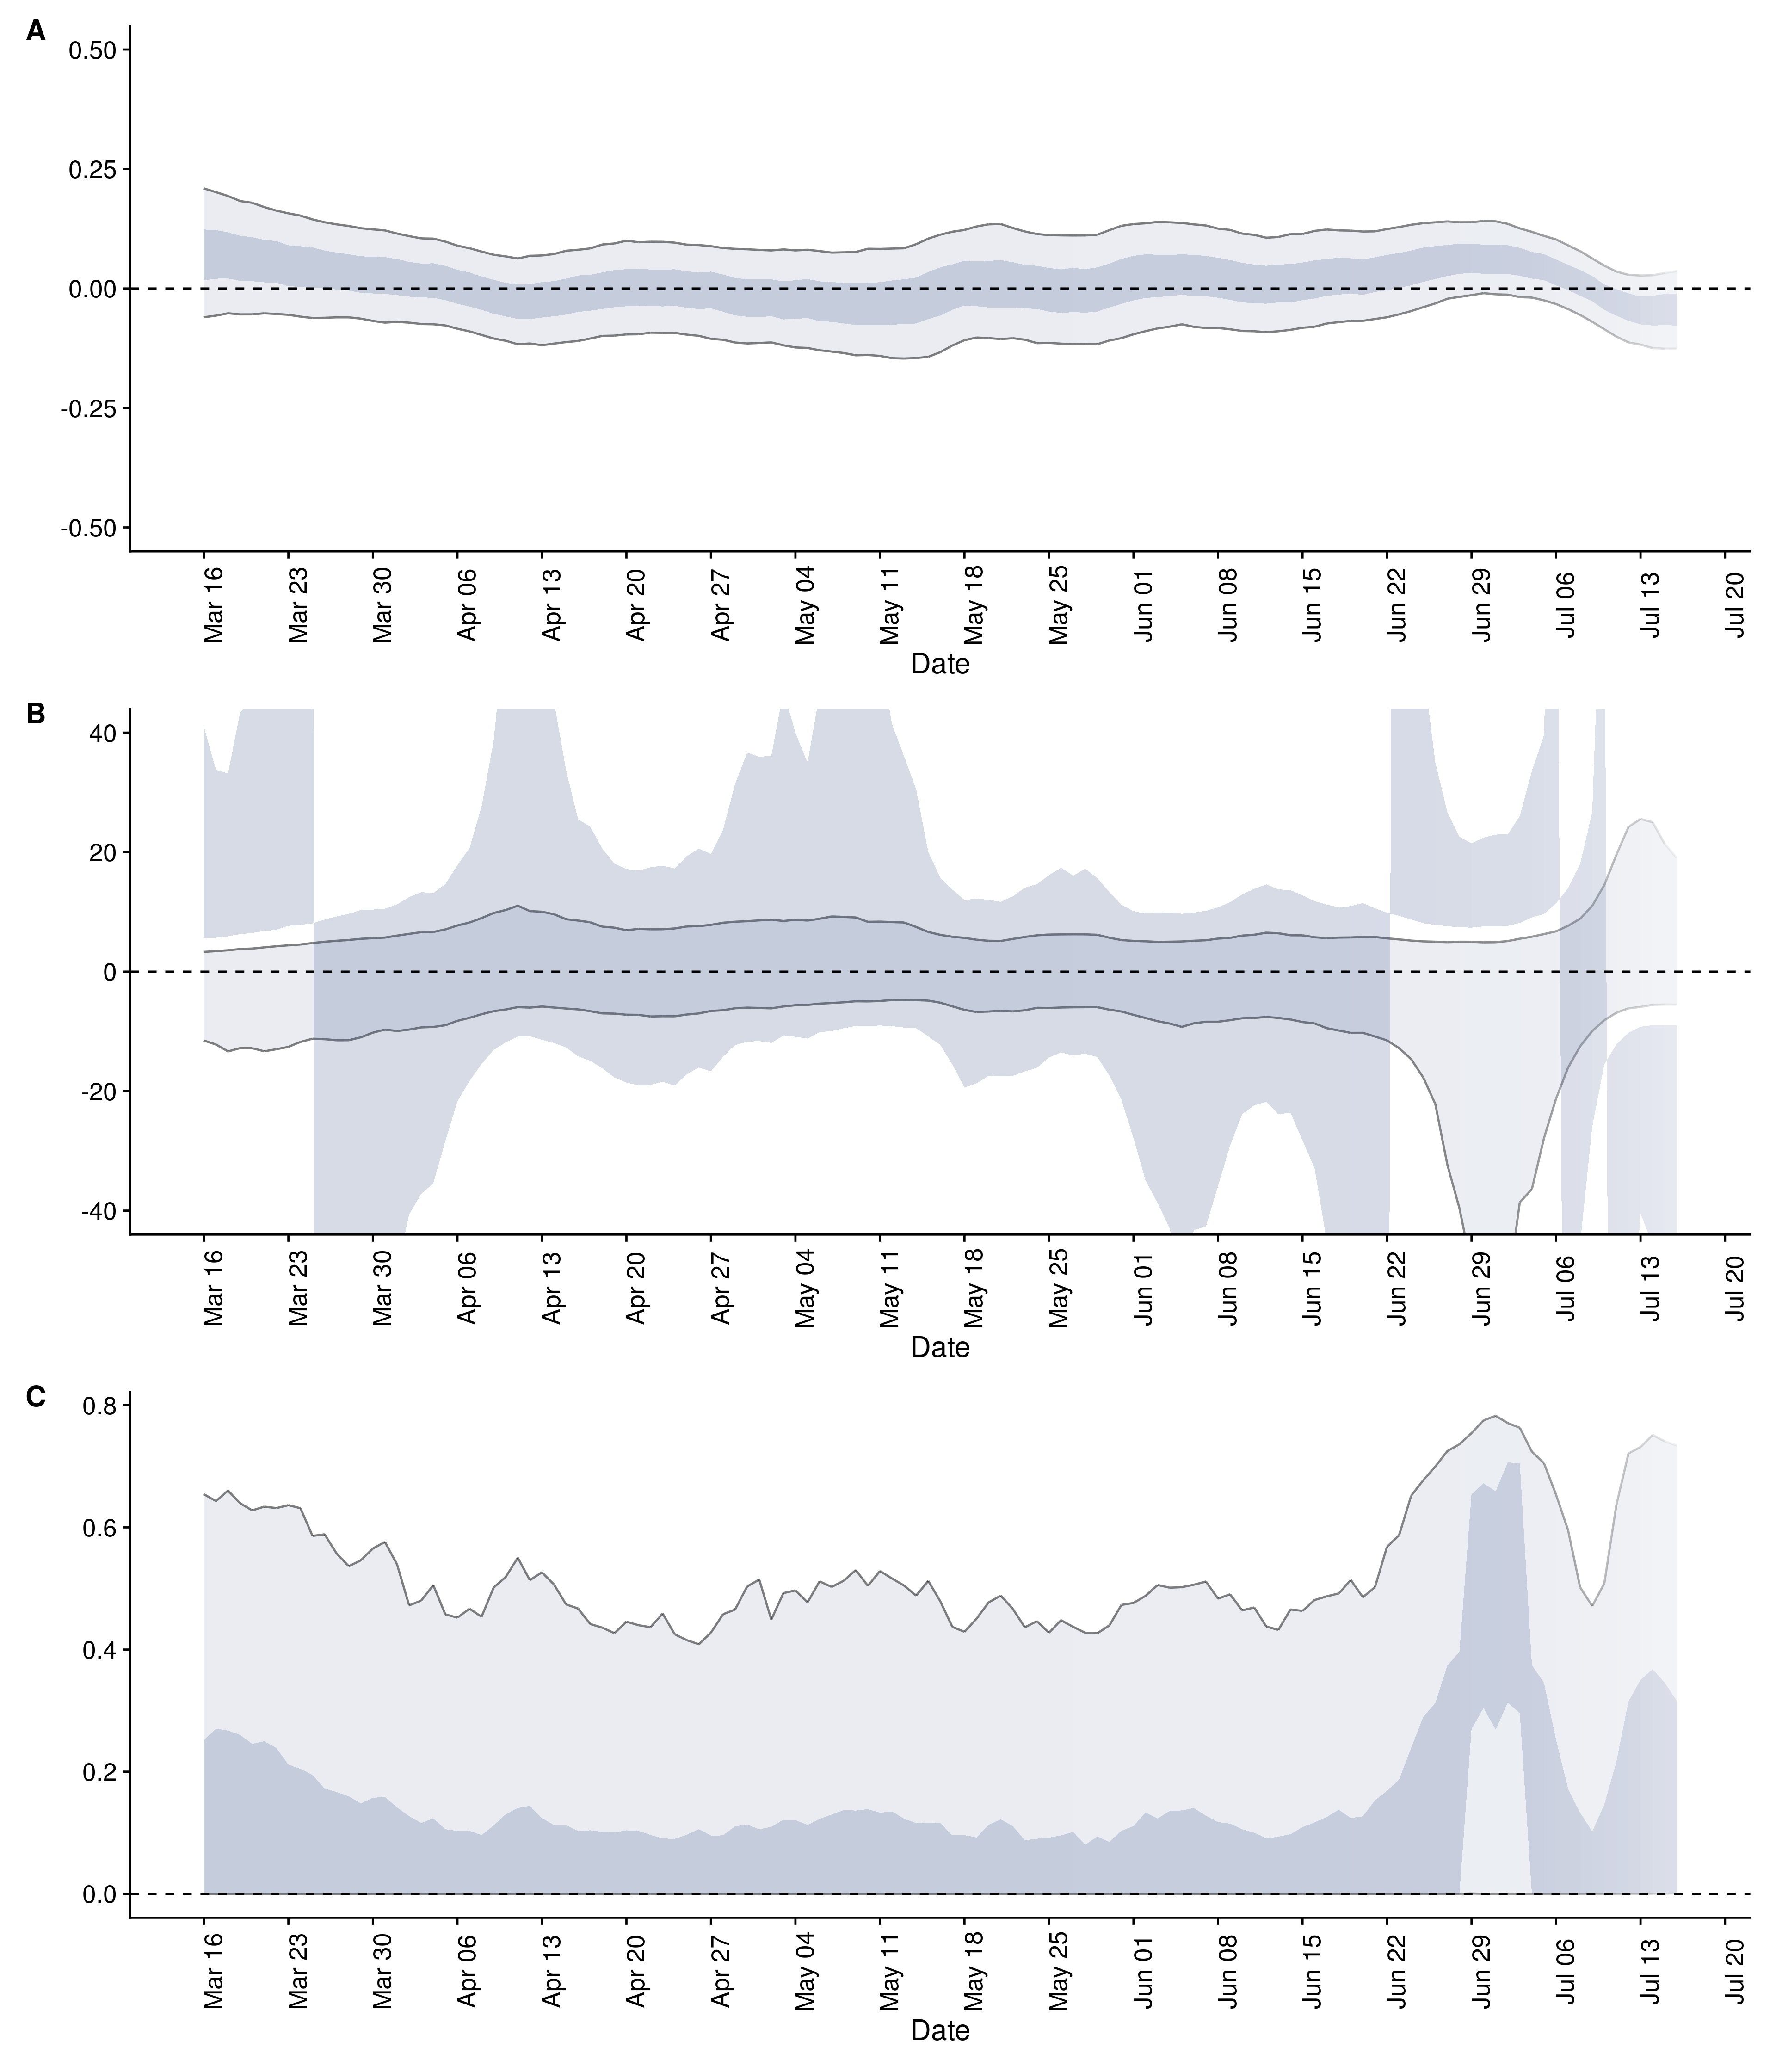 A
0.50
0.25
0.00
-0.25
-0.50
Mar 16
Mar 23
Mar 30
Apr 06
Apr 13
Apr 20
Apr 27
May 04
May 11
May 18
May 25
Jun 01
Jun 08
Jun 15
Jun 22
Jun 29
Jul 06
Jul 13
Jul 20
Date
B
40
20
0
-20
-40
Mar 16
Mar 23
Mar 30
Apr 06
Apr 13
Apr 20
Apr 27
May 04
May 11
May 18
May 25
Jun 01
Jun 08
Jun 15
Jun 22
Jun 29
Jul 06
Jul 13
Jul 20
Date
C
0.8
0.6
0.4
0.2
0.0
Mar 16
Mar 23
Mar 30
Apr 06
Apr 13
Apr 20
Apr 27
May 04
May 11
May 18
May 25
Jun 01
Jun 08
Jun 15
Jun 22
Jun 29
Jul 06
Jul 13
Jul 20
Date